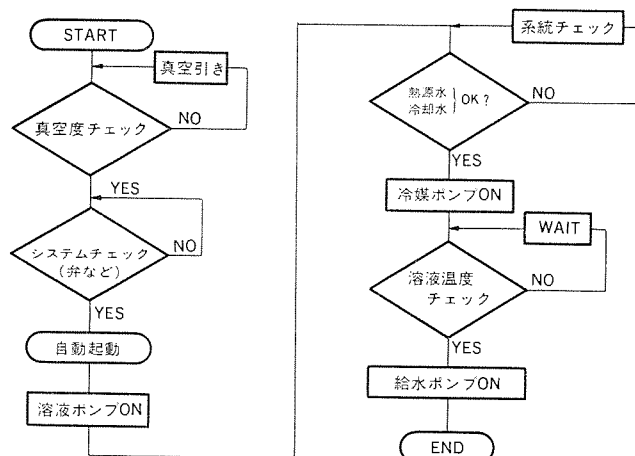 START
真空引き
真空度チェック
NO
YES
システムチェック
(弁など)
NO
YES
自動起動
溶液ポンプON
系統チェック
熱源水
冷却水
OK?
NO
YES
冷媒ポンプON
WAIT
溶液温度
チェック
NO
YES
給水ポンプON
END